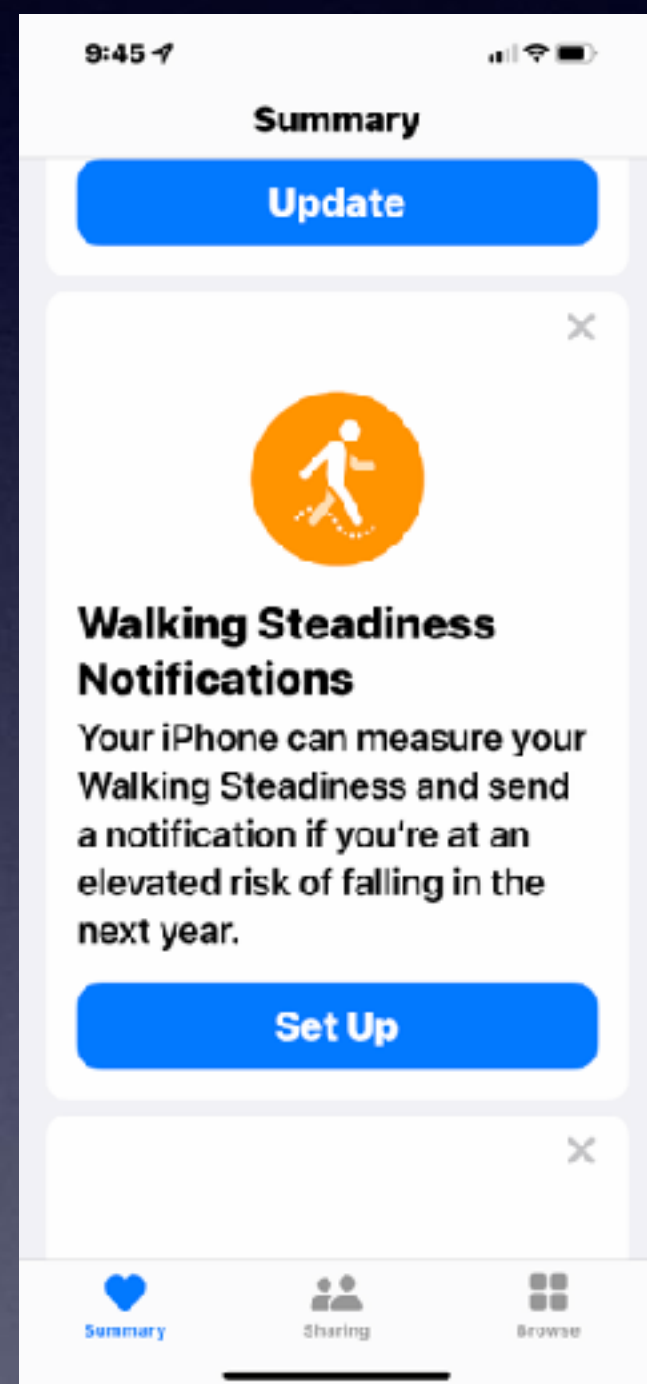 9:45
Summary
Update
Walking Steadiness
Notifications
Your iPhone can measure your
Walking Steadiness and send
a notification if you're at an
elevated risk of falling in the
next year.
Set Up
Summary
Sharing
Browse